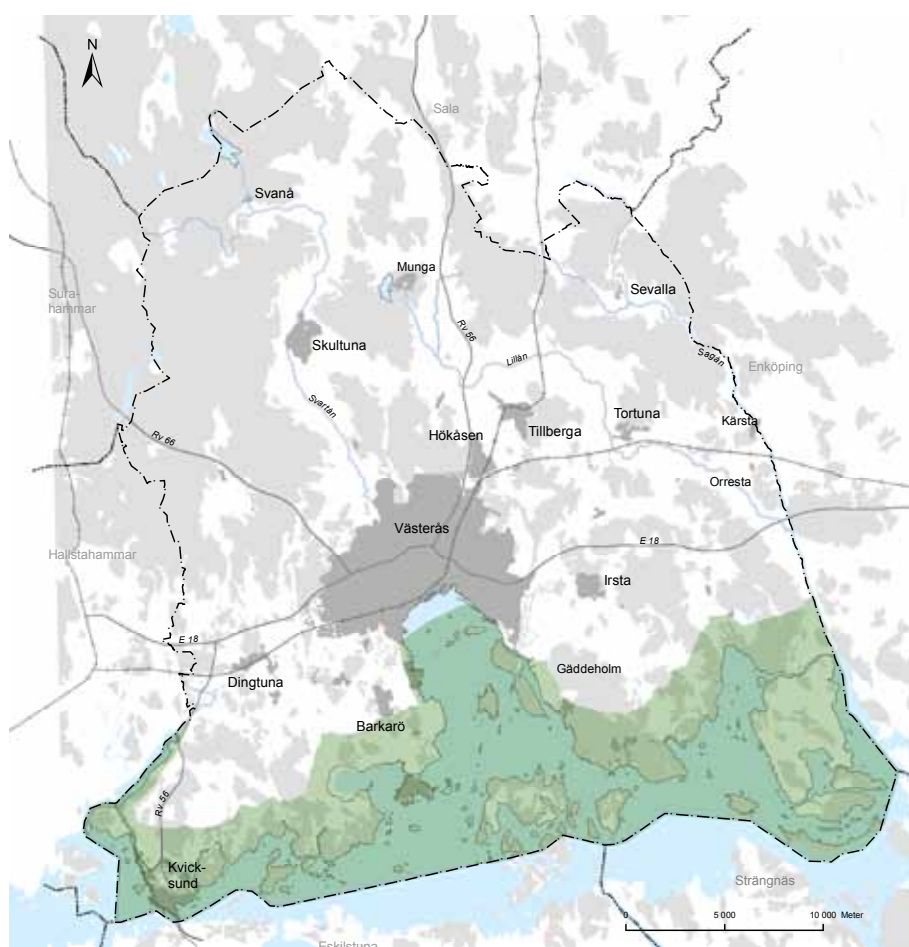 N
Sala
Svanå
Munga
Sevalla
Sura-
hammar
Rv 56
Skultuna
Lillån
Sagån
Enköping
Svartån
Tortuna
Kärsta
Rv 66
Hökåsen
Tillberga
Orresta
Västerås
E 18
Hallstahammar
Irsta
E 18
Gäddeholm
Dingtuna
Barkarö
Rv 56
Kvick-
sund
Strängnäs
0 5 000 10 000 Meter
Eskilstuna